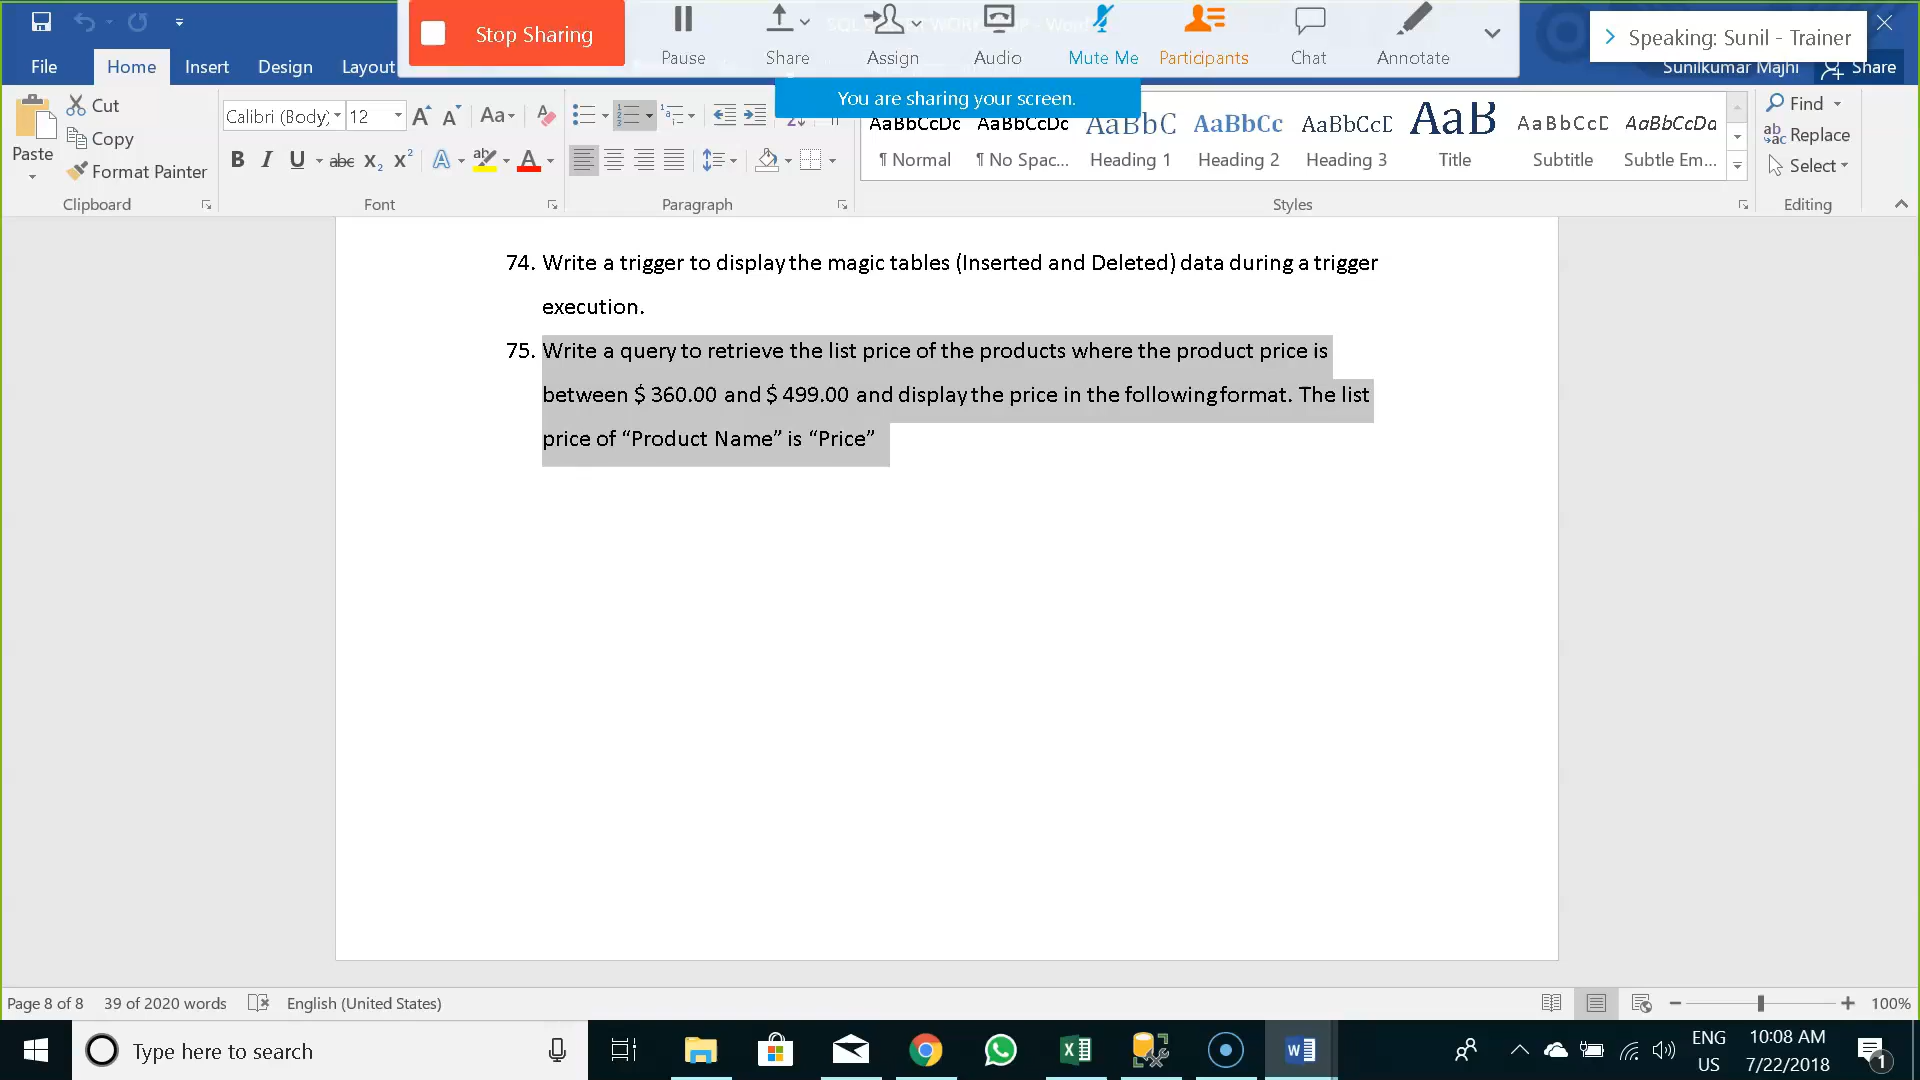 Stop Sharing
Pause
Share
Assign
Audio
Mute Me
Participants
Chat
Annotate
Speaking: Sunil - Trainer
File
Home
Insert
Design
Layout
Sunilkumar Majhi
Share
You are sharing your screen.
Paste
Cut
Copy
Format Painter
Clipboard
Calibri (Body)
12
Font
Paragraph
AaBbCcDc
AaBbCcDc
AaBbC
AaBbCc
AaBbCcD
AaB
AaBbCcD
AaBbCcDa
¶ Normal
¶ No Spac...
Heading 1
Heading 2
Heading 3
Title
Subtitle
Subtle Em...
Styles
Find
Replace
Select
Editing
74. Write a trigger to display the magic tables (Inserted and Deleted) data during a trigger
execution.
75. Write a query to retrieve the list price of the products where the product price is
between $ 360.00 and $ 499.00 and display the price in the following format. The list
price of “Product Name” is “Price”
Page 8 of 8
39 of 2020 words
English (United States)
100%
Type here to search
ENG
US
10:08 AM
7/22/2018
1